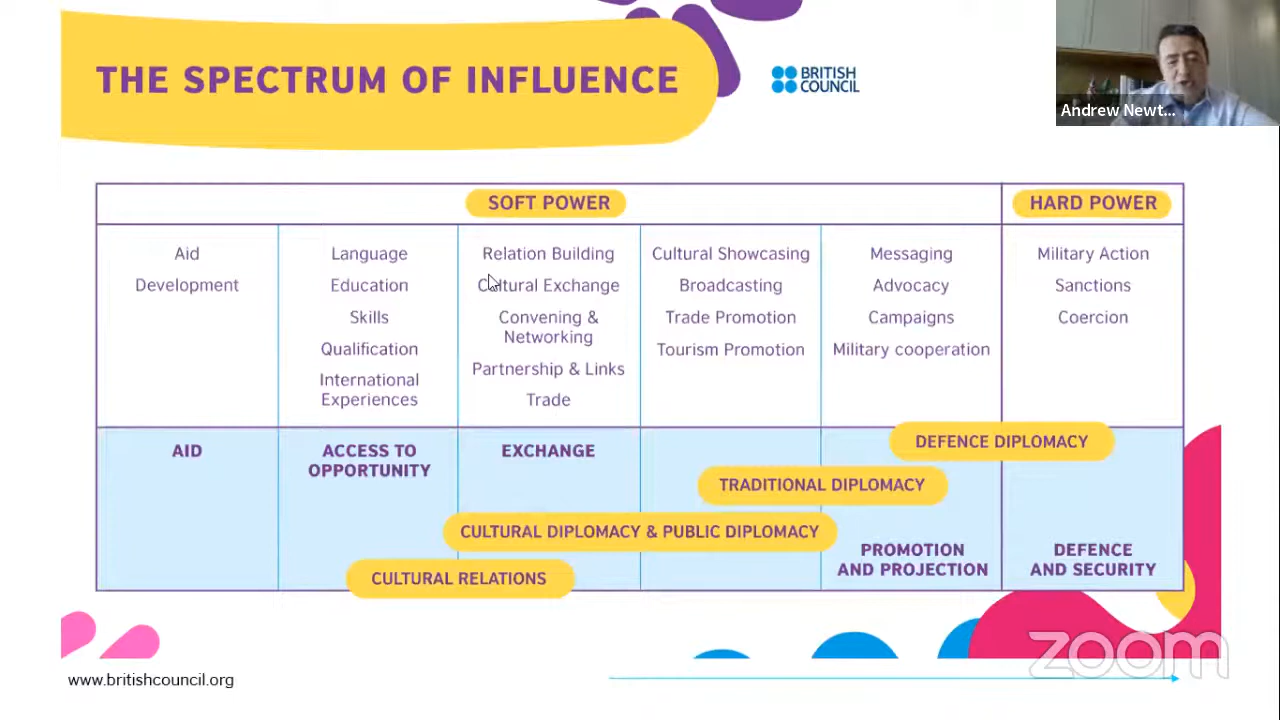 THE SPECTRUM OF INFLUENCE
BRITISH
COUNCIL
Andrew Newt...
SOFT POWER
HARD POWER
Aid
Development
Language
Education
Skills
Qualification
International
Experiences
Relation Building
Cultural Exchange
Convening &
Networking
Partnership & Links
Trade
Cultural Showcasing
Broadcasting
Trade Promotion
Tourism Promotion
Messaging
Advocacy
Campaigns
Military cooperation
Military Action
Sanctions
Coercion
AID
ACCESS TO
OPPORTUNITY
EXCHANGE
DEFENCE DIPLOMACY
TRADITIONAL DIPLOMACY
CULTURAL DIPLOMACY & PUBLIC DIPLOMACY
PROMOTION
AND PROJECTION
DEFENCE
AND SECURITY
CULTURAL RELATIONS
zoom
www.britishcouncil.org